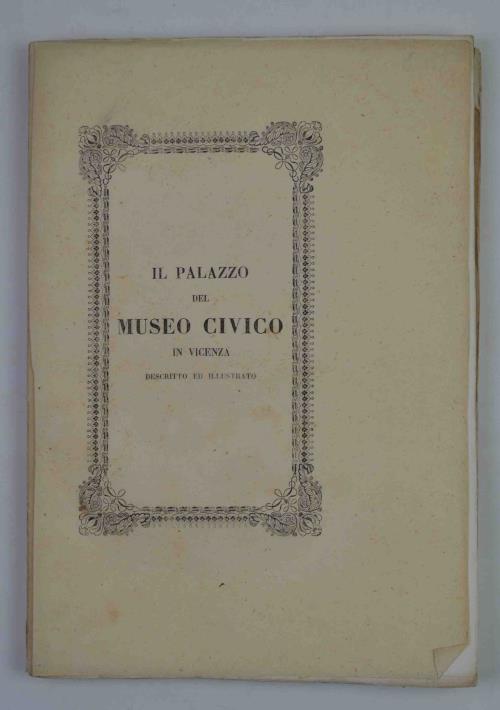 IL PALAZZO
DEL
MUSEO CIVICO
IN VICENZA
DESCRITTO ED ILLUSTRATO